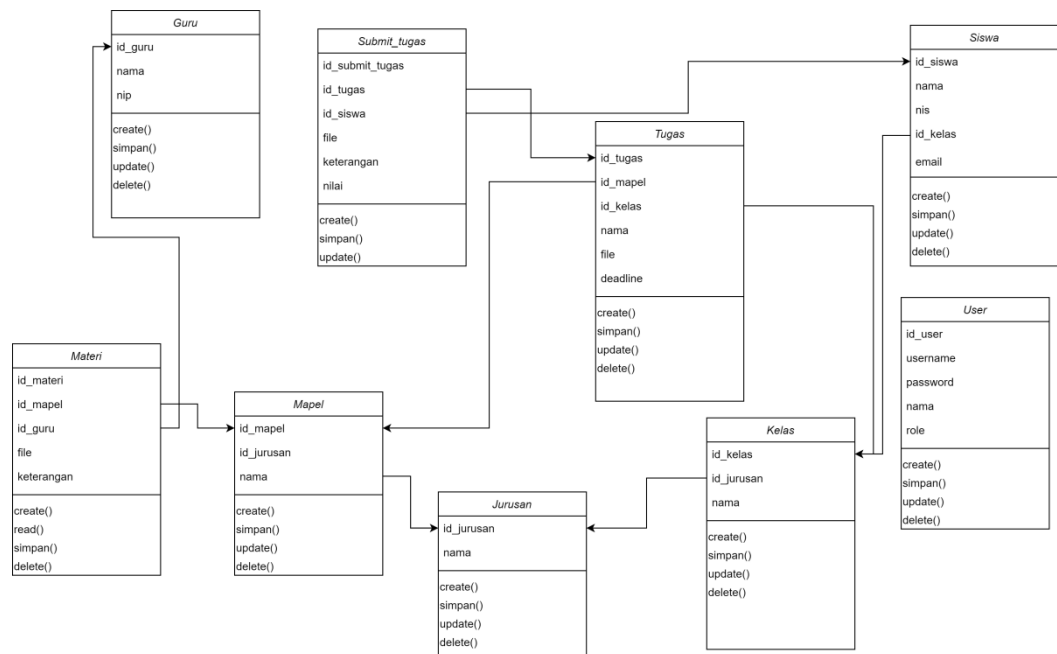 Guru
id_guru
nama
nip
create()
simpan()
update()
delete()
Submit_tugas
id_submit_tugas
id_tugas
id_siswa
file
keterangan
nilai
create()
simpan()
update()
Siswa
id_siswa
nama
nis
id_kelas
email
create()
simpan()
update()
delete()
Tugas
id_tugas
id_mapel
id_kelas
nama
file
deadline
create()
simpan()
update()
delete()
User
id_user
username
password
nama
role
create()
simpan()
update()
delete()
Materi
id_materi
id_mapel
id_guru
file
keterangan
create()
read()
simpan()
delete()
Mapel
id_mapel
id_jurusan
nama
create()
simpan()
update()
delete()
Kelas
id_kelas
id_jurusan
nama
create()
simpan()
update()
delete()
Jurusan
id_jurusan
nama
create()
simpan()
update()
delete()